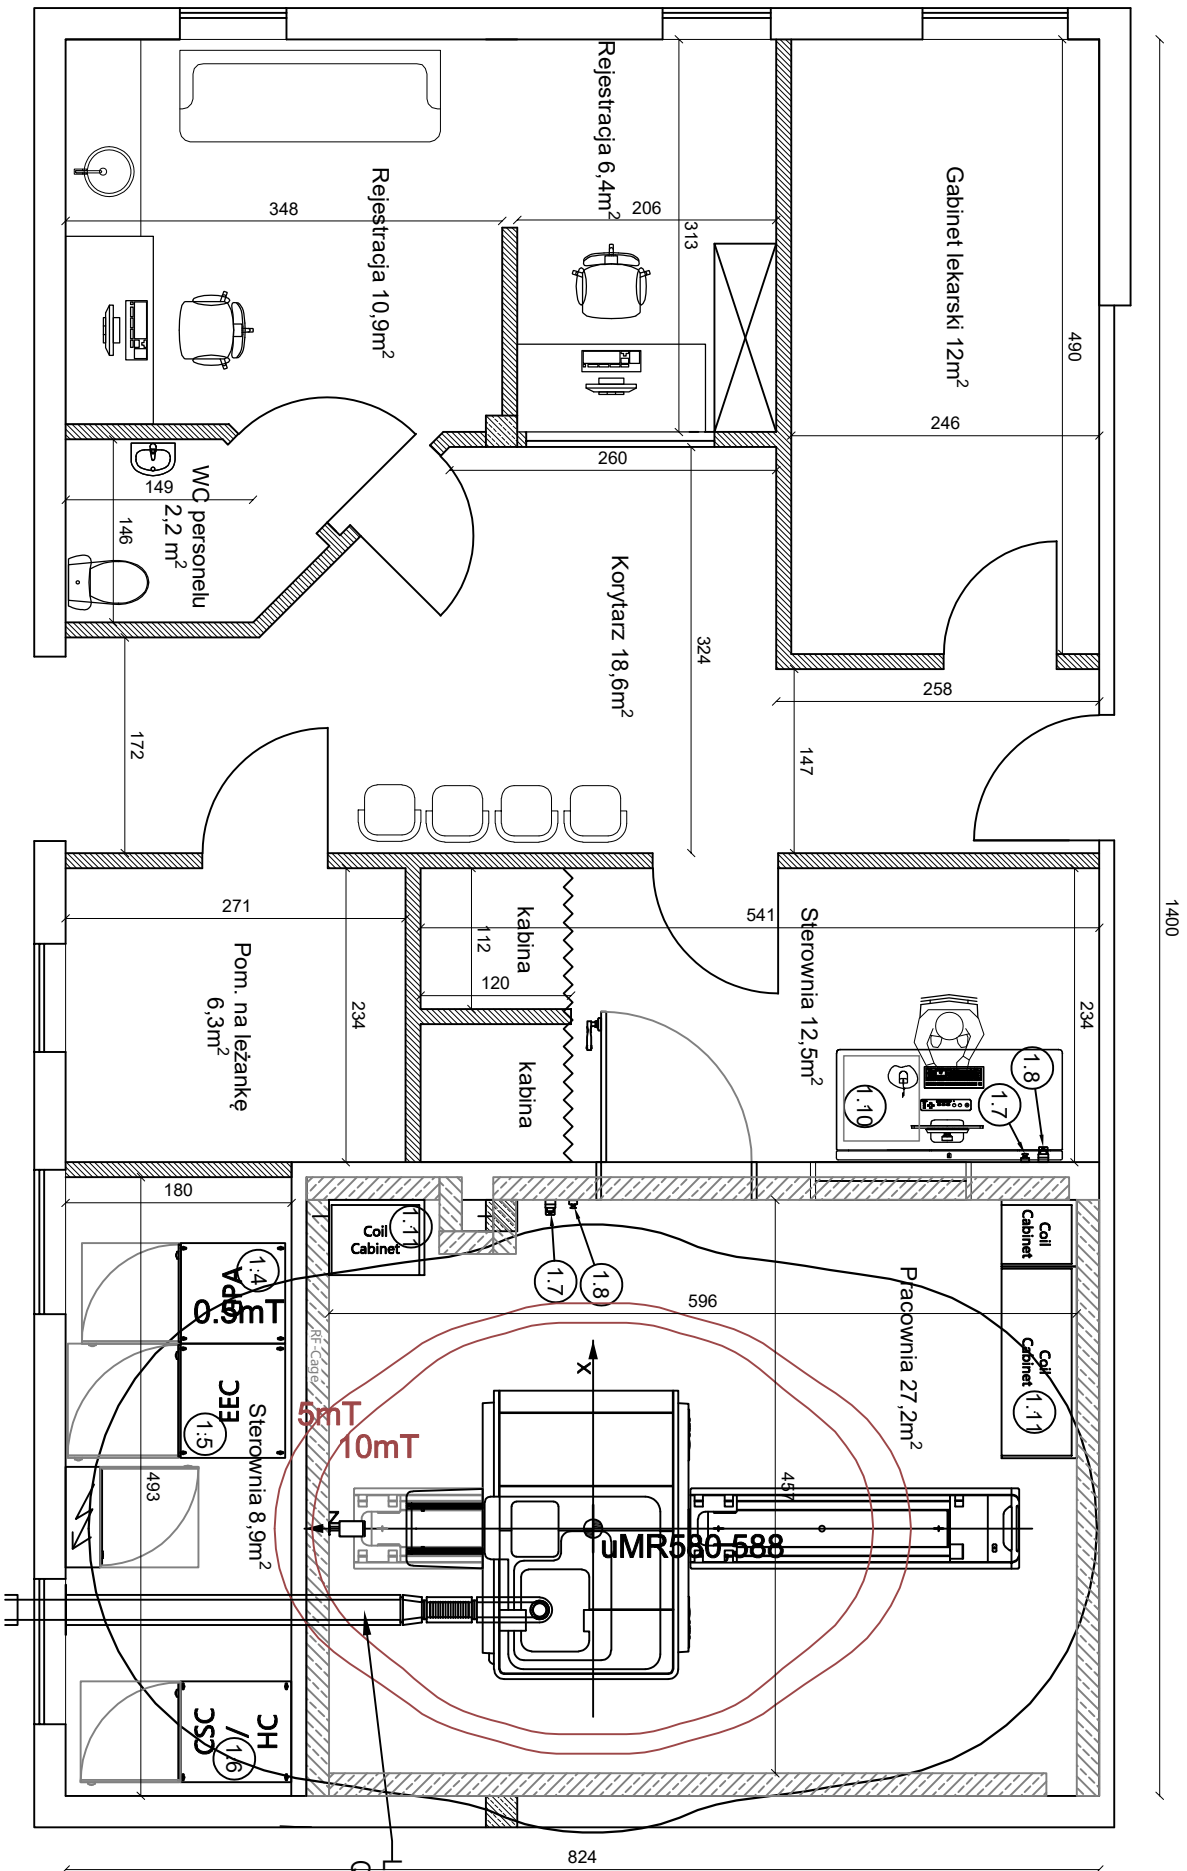 Gabinet lekarski 12m²
490
246
Rejestracja 6,4m²
206
313
Rejestracja 10,9m²
348
1400
WC personelu
2,2 m²
149
146
260
Korytarz 18,6m²
324
258
147
172
Sterownia 12,5m²
541
234
1.8
1.7
1.10
kabina
112
120
kabina
Pom. na leżankę
6,3m²
271
234
180
Coil
Cabinet
1.11
1.7
1.8
Coil
Cabinet
Coil
Cabinet
1.11
Pracownia 27,2m²
596
457
X
Z
uMR580-588
RF-Cage
5mT
10mT
0.5mT
GPA
1.4
EEC
1.5
Sterownia 8,9m²
493
HC
//
CSC
1.6
824